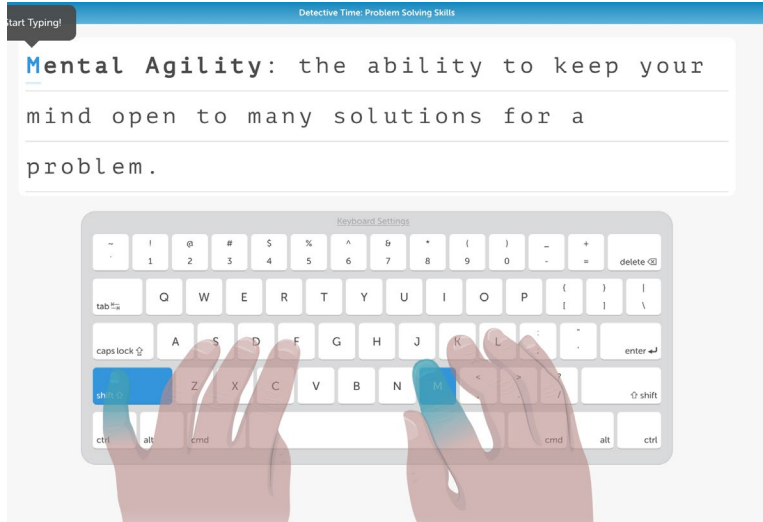 Detective Time: Problem Solving Skills
Start Typing!
Mental Agility: the ability to keep your
mind open to many solutions for a
problem.
Keyboard Settings
~ ! @ # $ % ^ & * ( ) _ +
` 1 2 3 4 5 6 7 8 9 0 - = delete
tab Q W E R T Y U I O P { [ } ] | \
caps lock A S D F G H J K L : ; " ' enter
shift Z X C V B N M < , > . ? / shift
ctrl alt cmd cmd alt ctrl